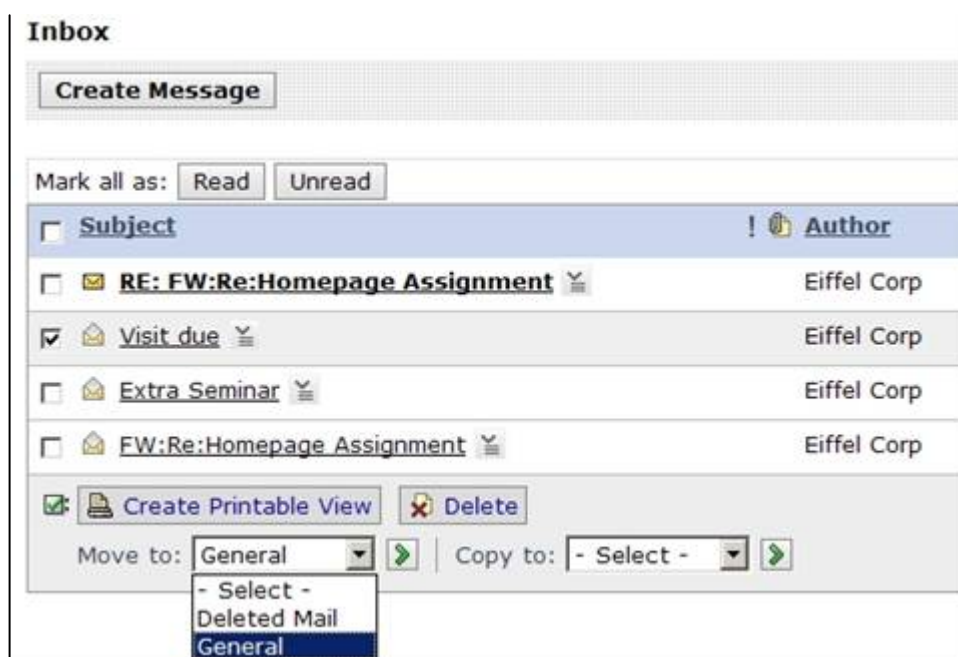 Inbox
Create Message
Mark all as: Read Unread
Subject ! Author
RE: FW:Re:Homepage Assignment Eiffel Corp
Visit due Eiffel Corp
Extra Seminar Eiffel Corp
FW:Re:Homepage Assignment Eiffel Corp
Create Printable View Delete
Move to: General Copy to: - Select -
- Select -
Deleted Mail
General